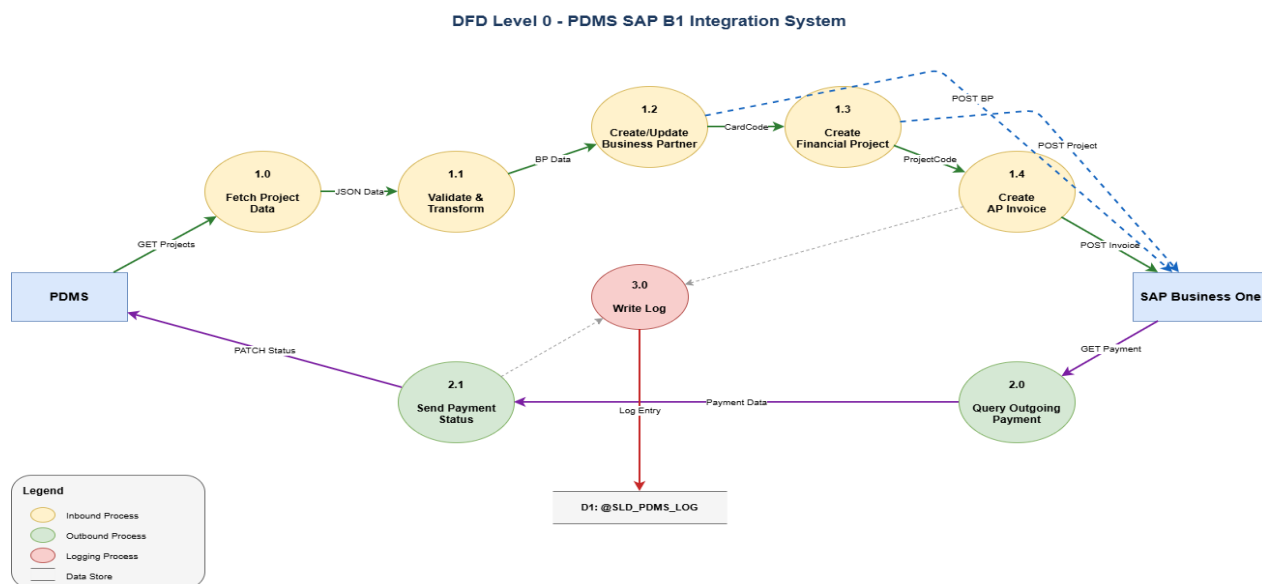 DFD Level 0 - PDMS SAP B1 Integration System
1.2
Create/Update
Business Partner
CardCode
1.3
Create
Financial Project
POST BP
POST Project
1.0
Fetch Project
Data
JSON Data
1.1
Validate &
Transform
BP Data
ProjectCode
1.4
Create
AP Invoice
GET Projects
POST Invoice
PDMS
3.0
Write Log
SAP Business One
PATCH Status
GET Payment
2.1
Send Payment
Status
Log Entry
Payment Data
2.0
Query Outgoing
Payment
D1: @SLD_PDMS_LOG
Legend
Inbound Process
Outbound Process
Logging Process
Data Store